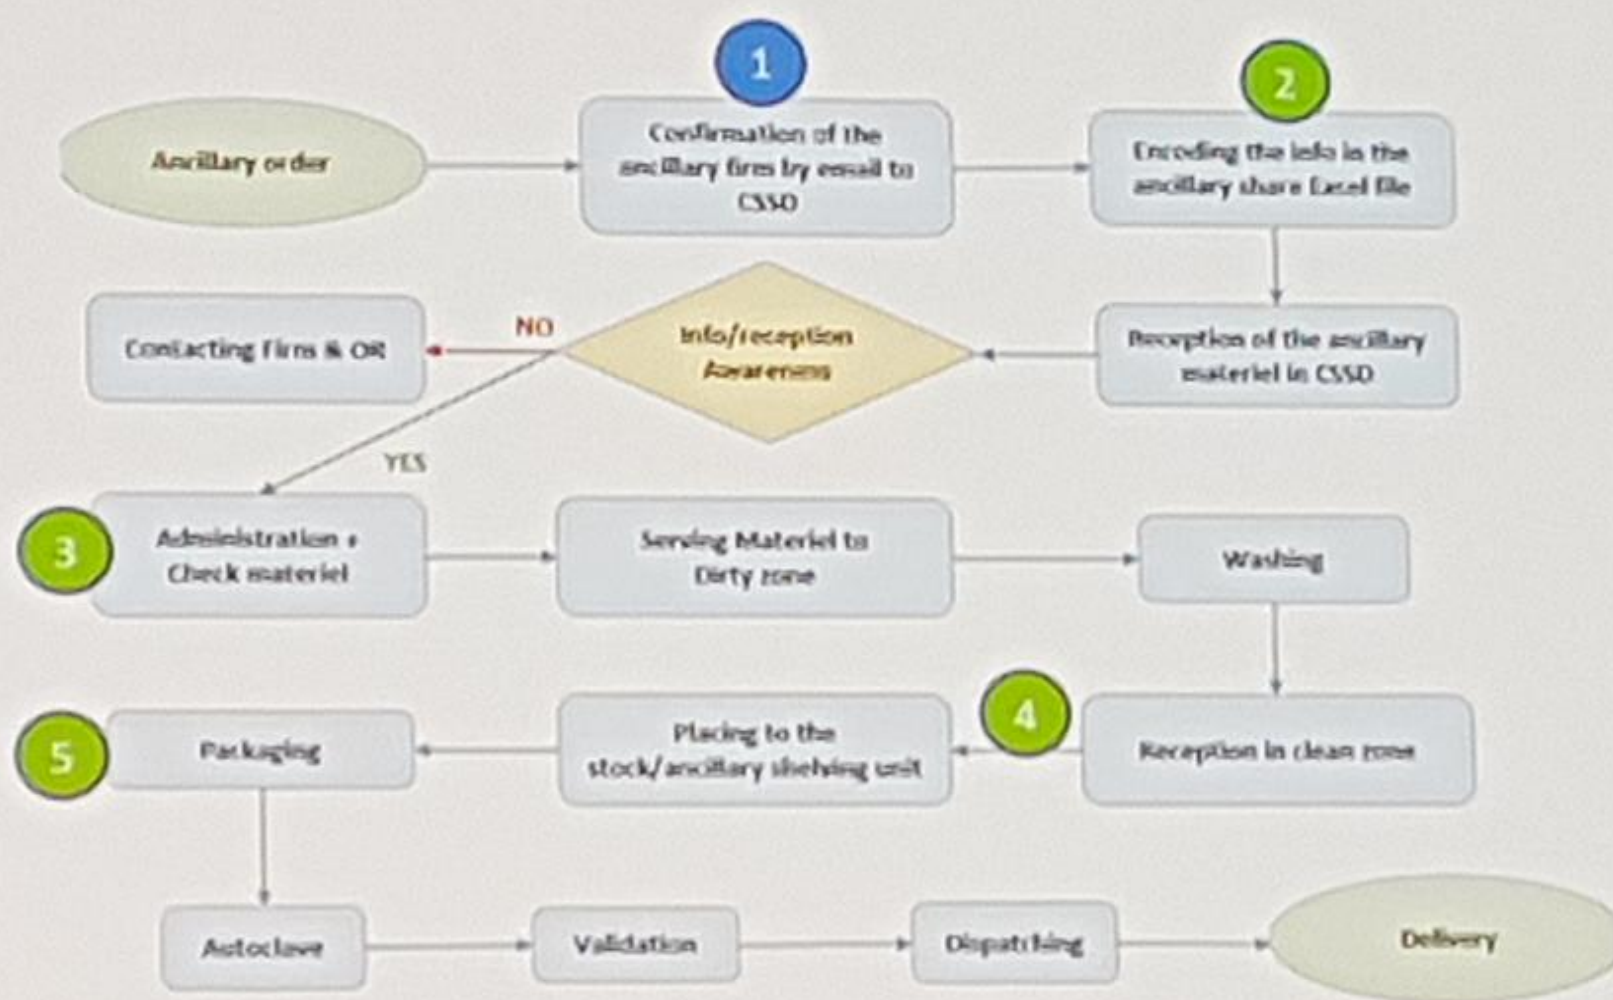 1
2
Ancillary order
Confirmation of the
ancillary firm by email to
CSSD
Encoding the info in the
ancillary share Excel file
Contacting Firm & OR
NO
Info/reception
Awareness
Reception of the ancillary
materiel in CSSD
YES
3
Administration +
Check materiel
Serving Materiel to
Dirty zone
Washing
4
5
Packaging
Placing to the
stock/ancillary shelving unit
Reception in clean zone
Autoclave
Validation
Dispatching
Delivery